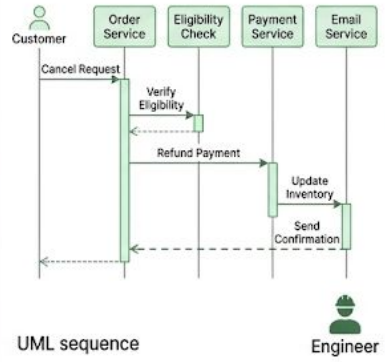 Customer
Order
Service
Eligibility
Check
Payment
Service
Email
Service
Cancel Request
Verify
Eligibility
Refund Payment
Update
Inventory
Send
Confirmation
UML sequence
Engineer